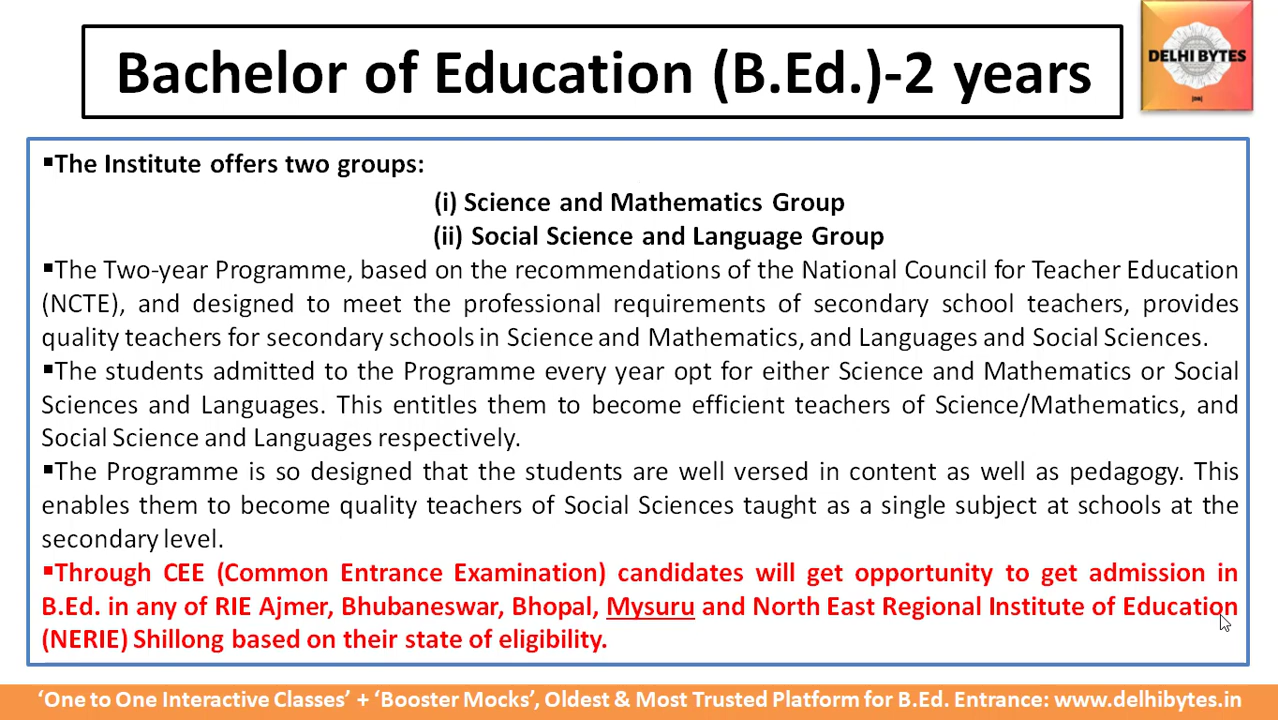 Bachelor of Education (B.Ed.)-2 years
DELHI BYTES
[DB]
▪The Institute offers two groups:
(i) Science and Mathematics Group
(ii) Social Science and Language Group
▪The Two-year Programme, based on the recommendations of the National Council for Teacher Education
(NCTE), and designed to meet the professional requirements of secondary school teachers, provides
quality teachers for secondary schools in Science and Mathematics, and Languages and Social Sciences.
▪The students admitted to the Programme every year opt for either Science and Mathematics or Social
Sciences and Languages. This entitles them to become efficient teachers of Science/Mathematics, and
Social Science and Languages respectively.
▪The Programme is so designed that the students are well versed in content as well as pedagogy. This
enables them to become quality teachers of Social Sciences taught as a single subject at schools at the
secondary level.
▪Through CEE (Common Entrance Examination) candidates will get opportunity to get admission in
B.Ed. in any of RIE Ajmer, Bhubaneswar, Bhopal, Mysuru and North East Regional Institute of Education
(NERIE) Shillong based on their state of eligibility.
‘One to One Interactive Classes’ + ‘Booster Mocks’, Oldest & Most Trusted Platform for B.Ed. Entrance: www.delhibytes.in